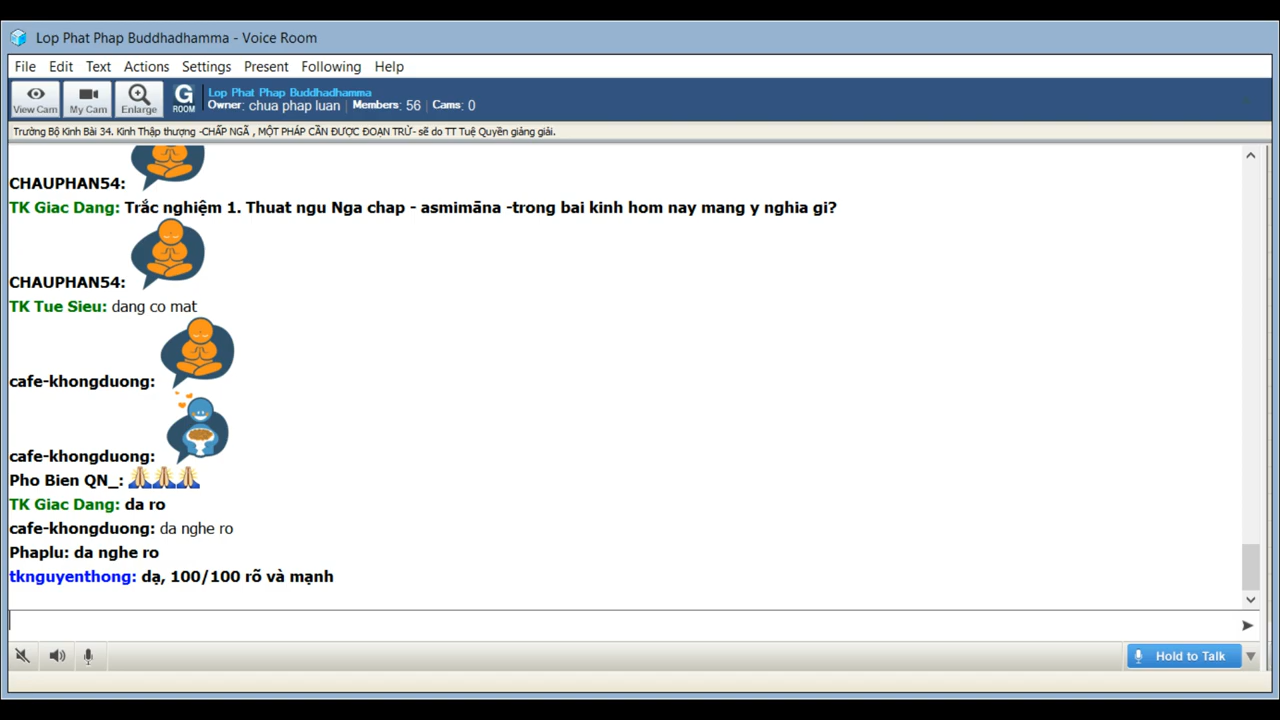 Lop Phat Phap Buddhadhamma - Voice Room
File Edit Text Actions Settings Present Following Help
View Cam My Cam Enlarge G ROOM
Lop Phat Phap Buddhadhamma
Owner: chua phap luan | Members: 56 | Cams: 0
Trường Bộ Kinh Bài 34. Kinh Thập thượng -CHẤP NGÃ , MỘT PHÁP CẦN ĐƯỢC ĐOẠN TRỪ- sẽ do TT Tuệ Quyền giảng giải.
CHAUPHAN54:
TK Giac Dang: Trắc nghiệm 1. Thuat ngu Nga chap - asmimāna -trong bai kinh hom nay mang y nghia gi?
CHAUPHAN54:
TK Tue Sieu: dang co mat
cafe-khongduong:
cafe-khongduong:
Pho Bien QN_:
TK Giac Dang: da ro
cafe-khongduong: da nghe ro
Phaplu: da nghe ro
tknguyenthong: dạ, 100/100 rõ và mạnh
Hold to Talk